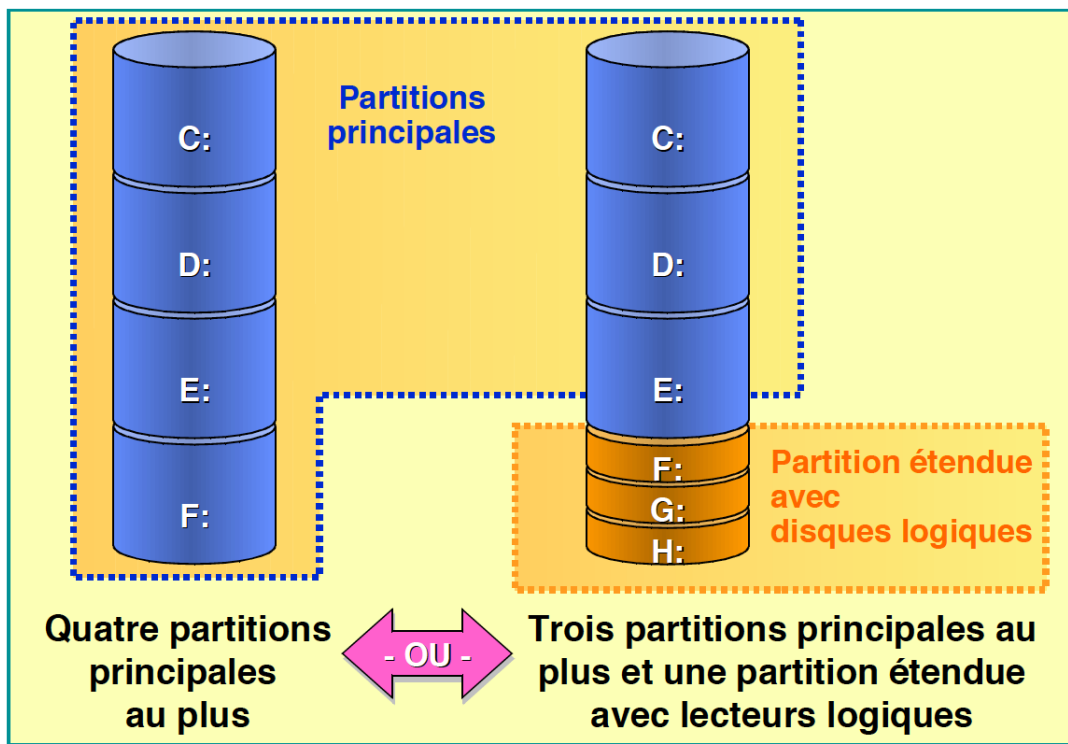 Partitions
principales
C:
D:
E:
F:
C:
D:
E:
F:
G:
H:
Partition étendue
avec
disques logiques
Quatre partitions
principales
au plus
- OU -
Trois partitions principales au
plus et une partition étendue
avec lecteurs logiques